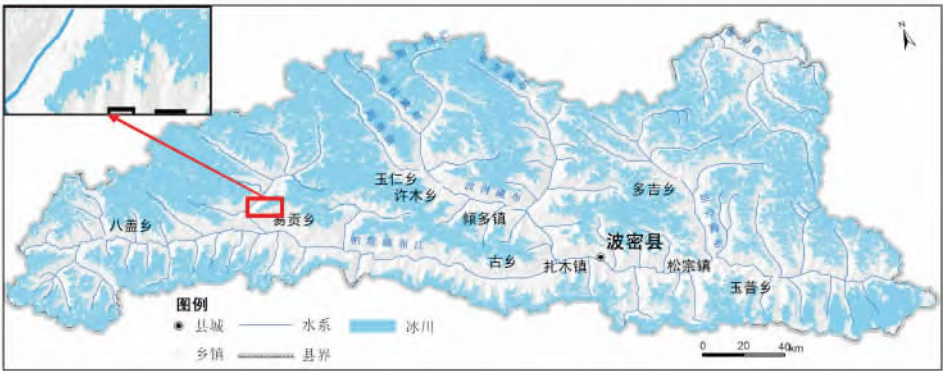 N
玉仁乡
许木乡
多吉乡
八盖乡
易贡乡
倾多镇
波密县
古乡
扎木镇
松宗镇
玉普乡
图例
县城
水系
冰川
乡镇
县界
0 20 40km